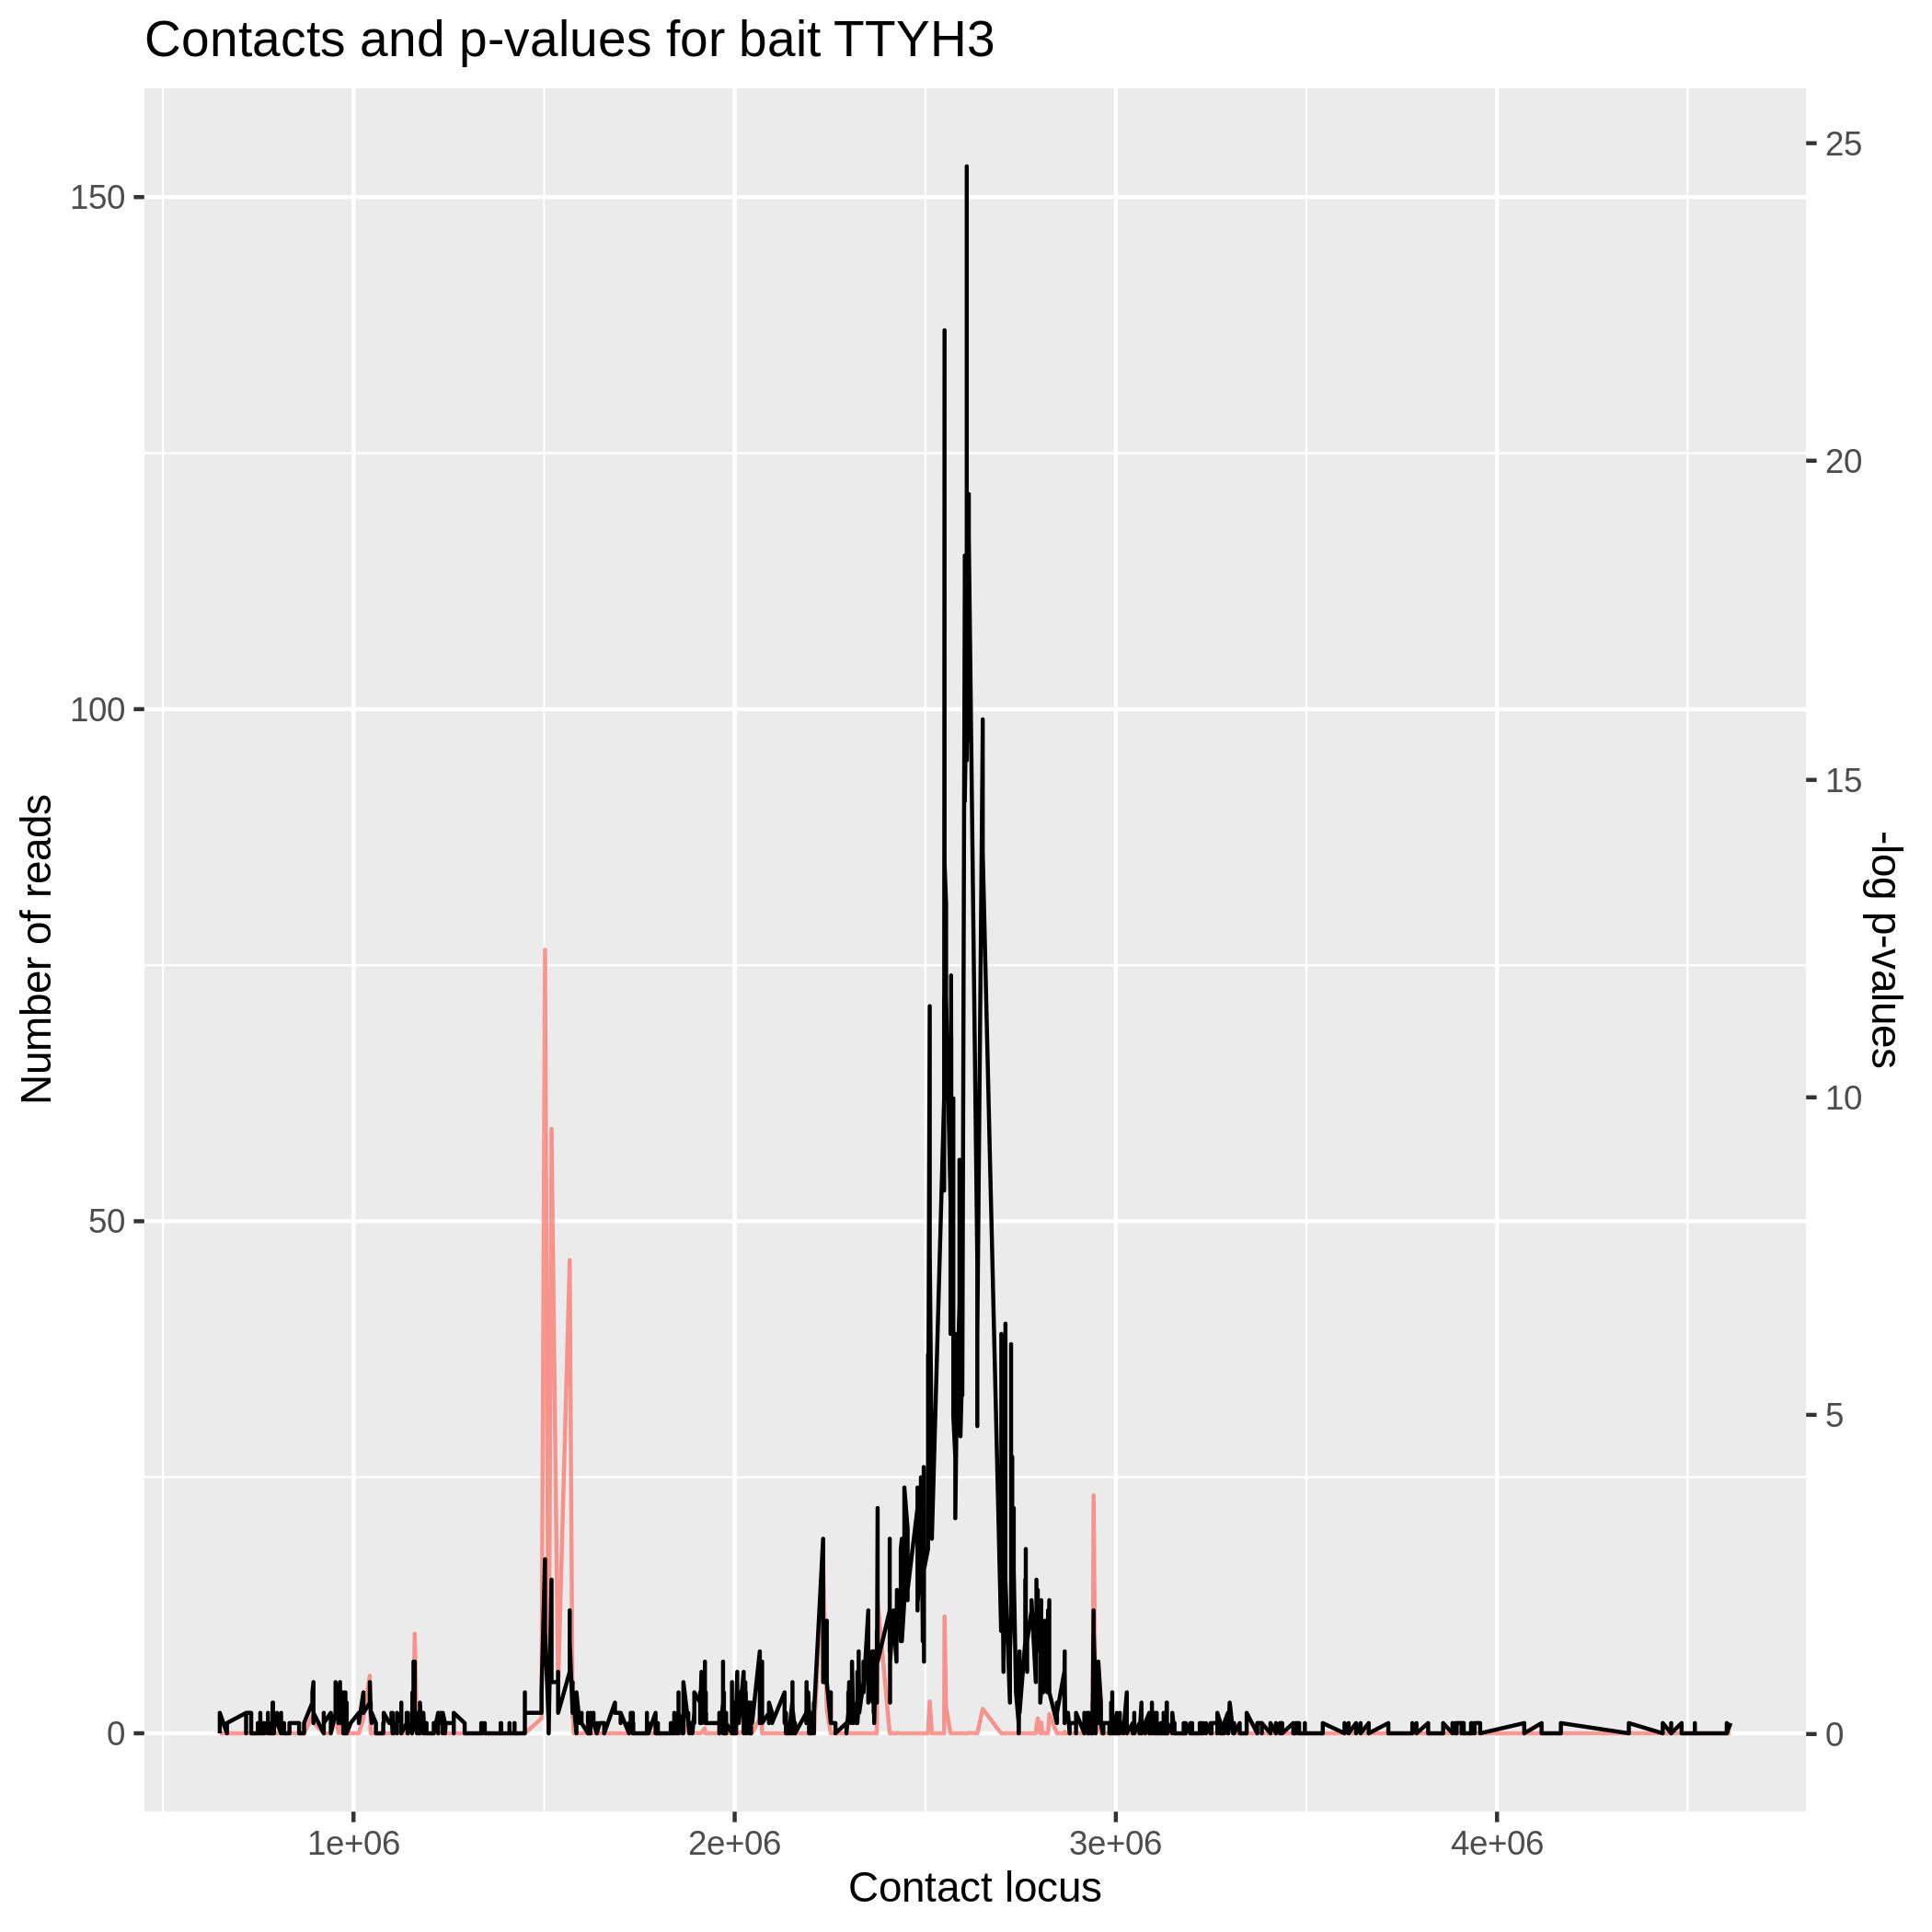 Contacts and p-values for bait TTYH3
150
100
50
0
Number of reads
25
20
15
10
5
0
-log p-values
1e+06 2e+06 3e+06 4e+06
Contact locus